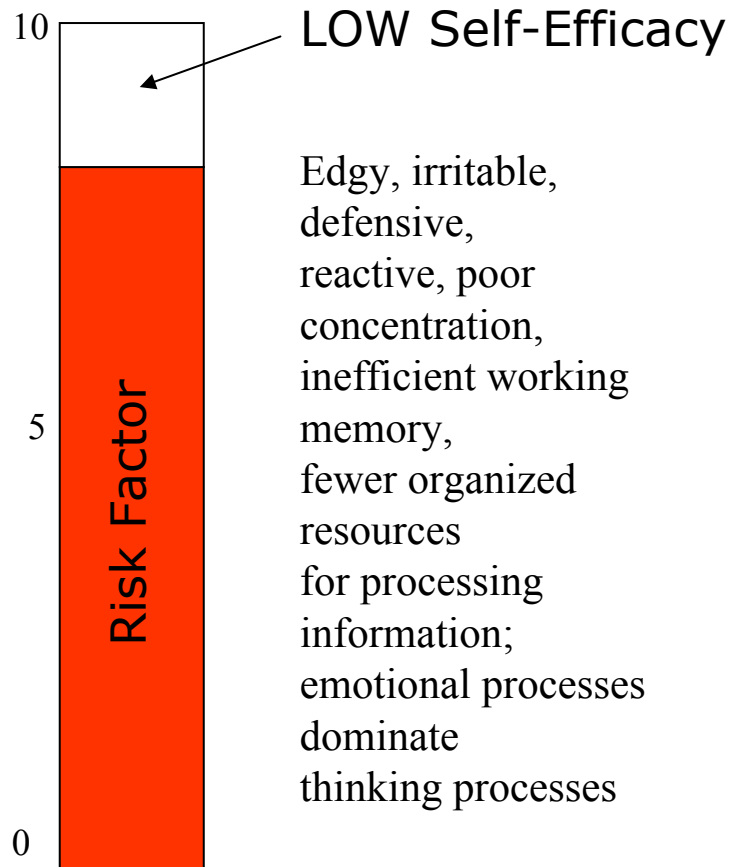 10
LOW Self-Efficacy
Edgy, irritable,
defensive,
reactive, poor
concentration,
inefficient working
memory,
fewer organized
resources
for processing
information;
emotional processes
dominate
thinking processes
5
Risk Factor
0